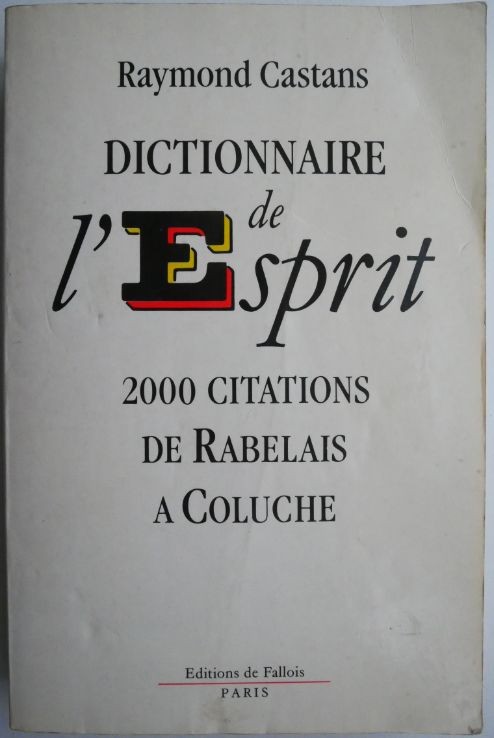 Raymond Castans
DICTIONNAIRE
de
l'Esprit
2000 CITATIONS
DE RABELAIS
A COLUCHE
Editions de Fallois
PARIS